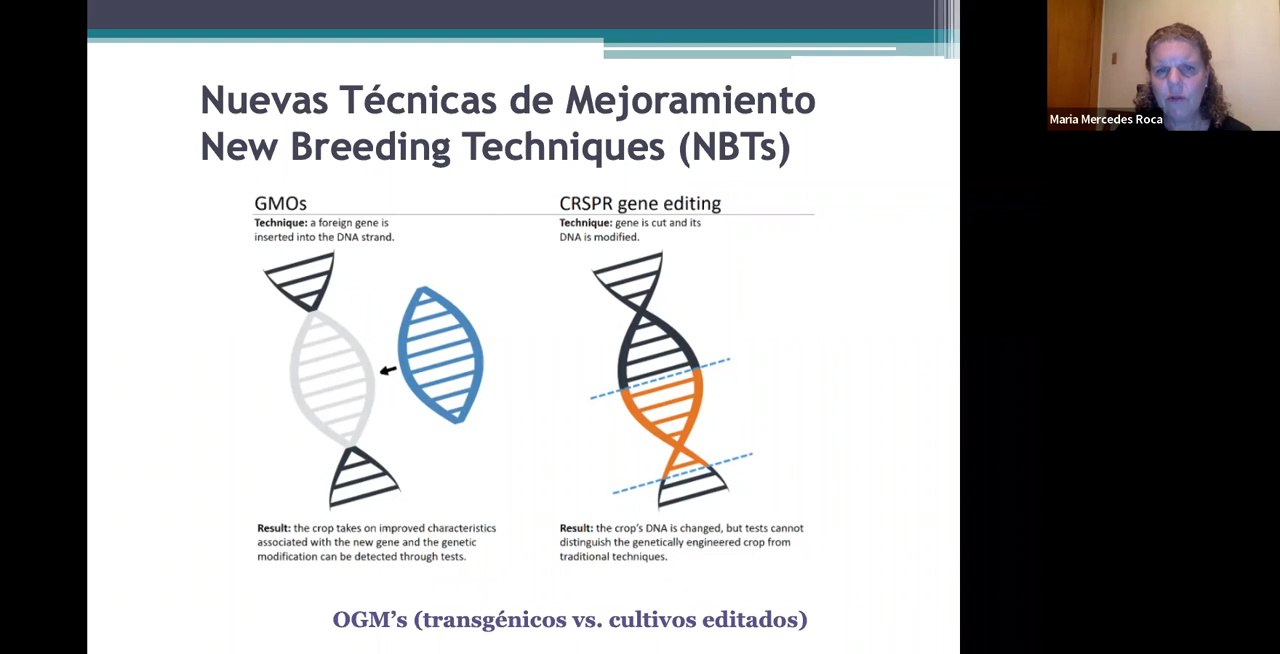 Nuevas Técnicas de Mejoramiento
New Breeding Techniques (NBTs)
GMOs
Technique: a foreign gene is
inserted into the DNA strand.
Result: the crop takes on improved characteristics
associated with the new gene and the genetic
modification can be detected through tests.
CRSPR gene editing
Technique: gene is cut and its
DNA is modified.
Result: the crop's DNA is changed, but tests cannot
distinguish the genetically engineered crop from
traditional techniques.
OGM's (transgénicos vs. cultivos editados)
Maria Mercedes Roca